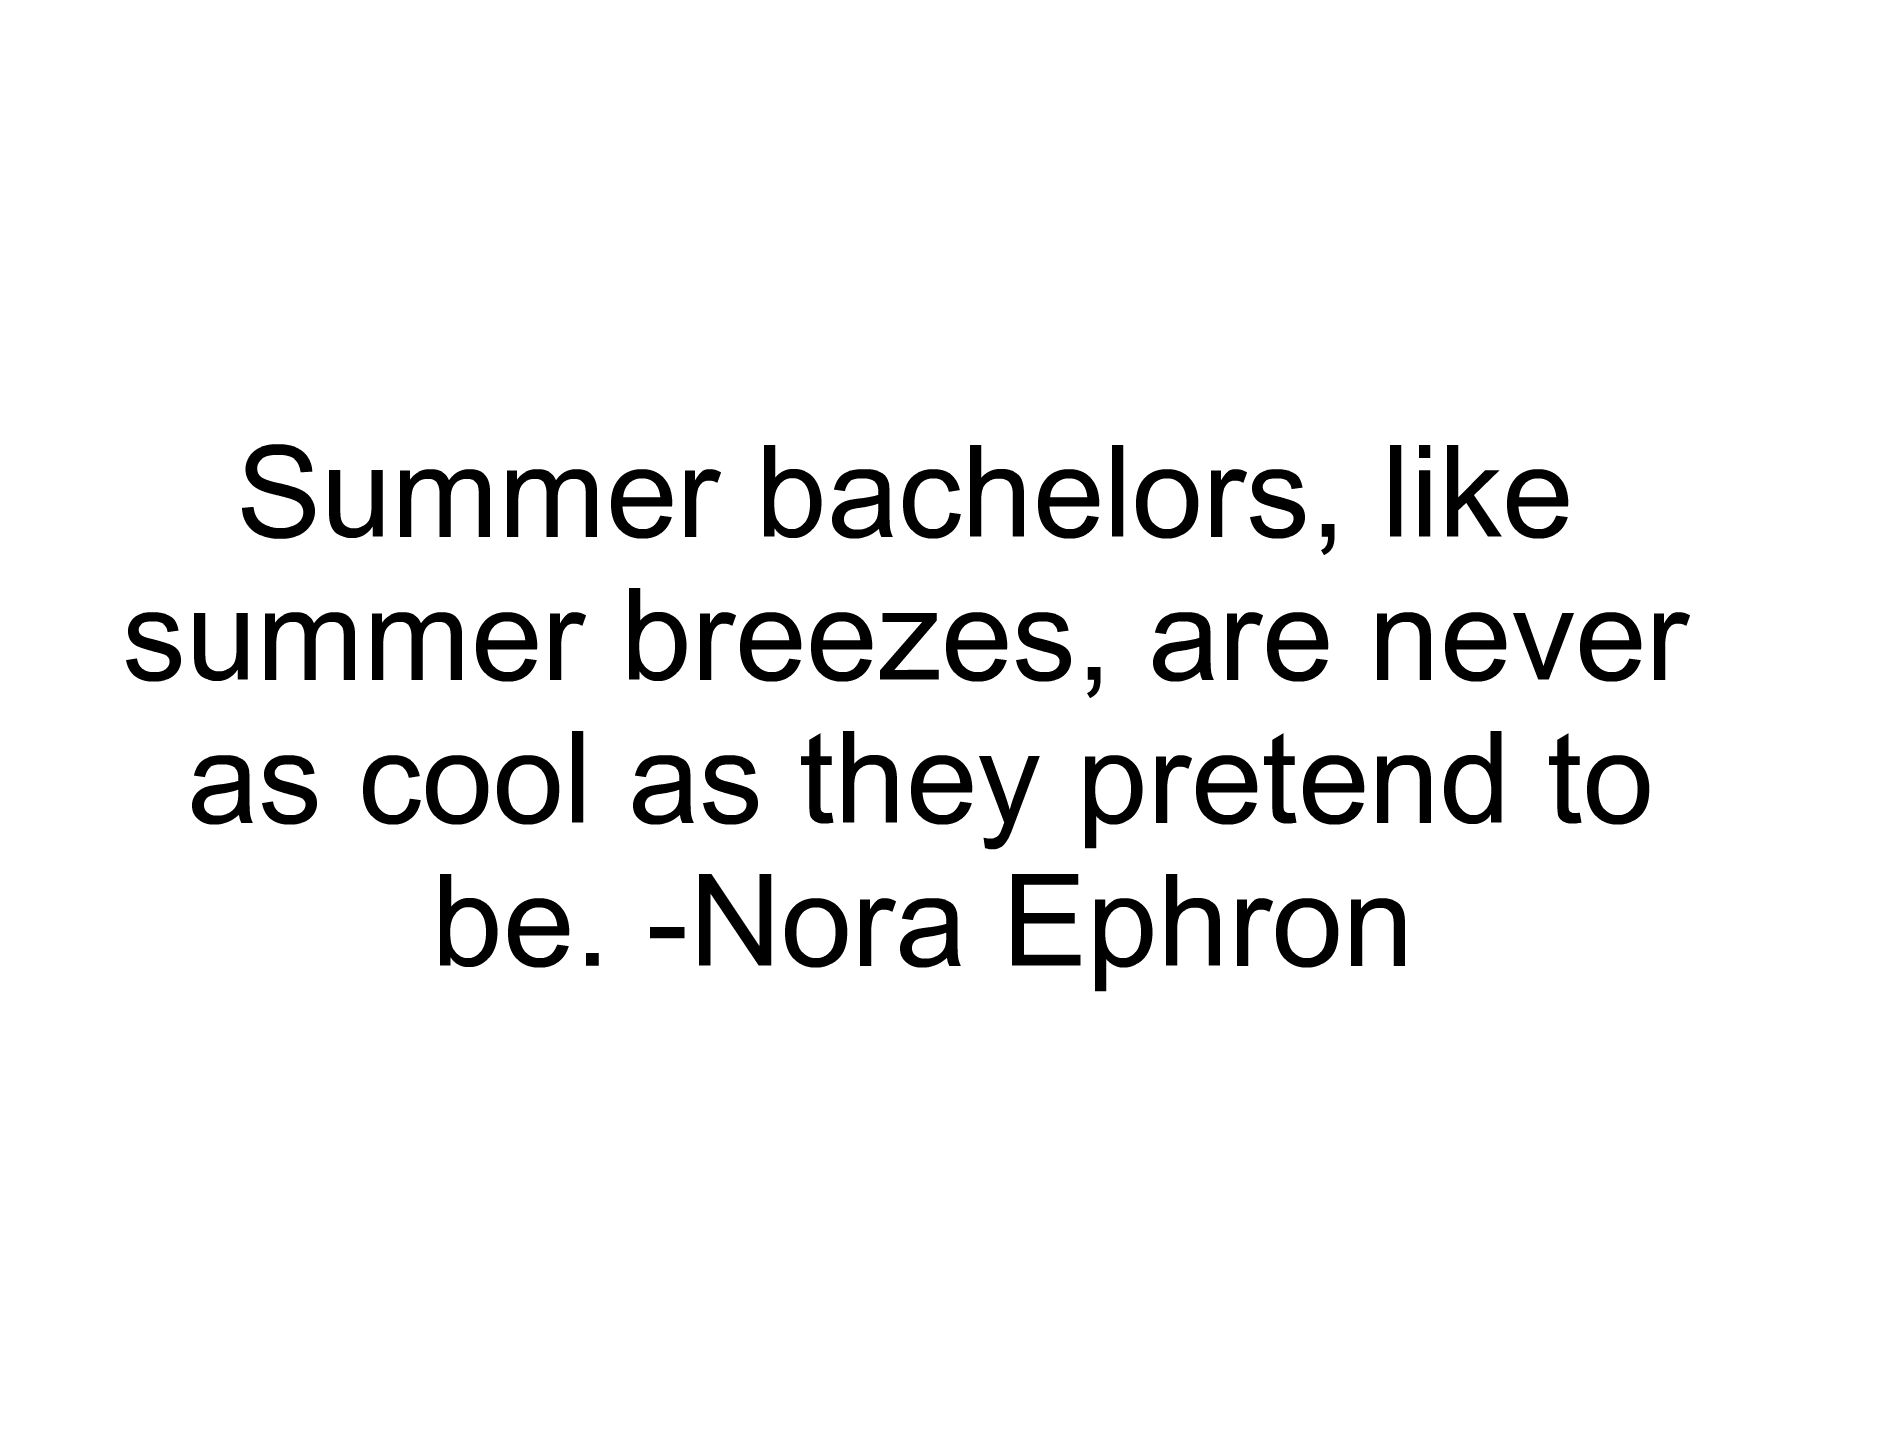 Summer bachelors, like
summer breezes, are never
as cool as they pretend to
be. -Nora Ephron